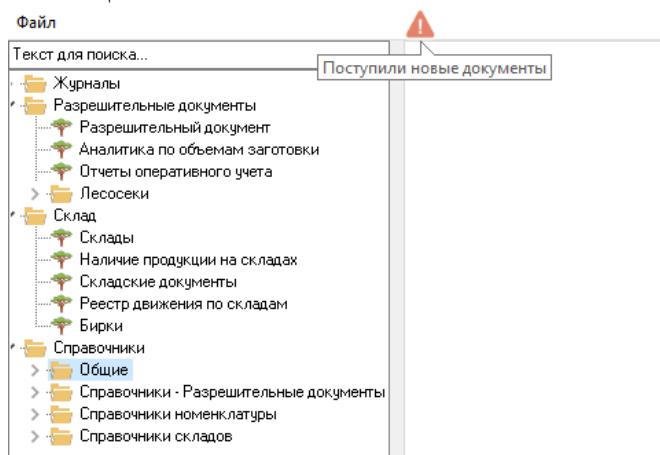 Файл
Текст для поиска...
Поступили новые документы
Журналы
Разрешительные документы
Разрешительный документ
Аналитика по объемам заготовки
Отчеты оперативного учета
Лесосеки
Склад
Склады
Наличие продукции на складах
Складские документы
Реестр движения по складам
Бирки
Справочники
Общие
Справочники - Разрешительные документы
Справочники номенклатуры
Справочники складов